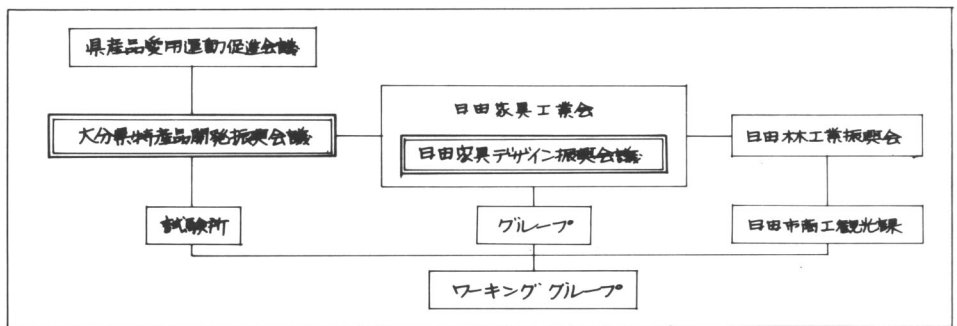 県産品愛用運動促進会議
日田家具工業会
大分県特産品開発振興会議
日田林工業振興会
日田家具デザイン振興会議
試験所
グループ
日田市商工観光課
ワーキンググループ